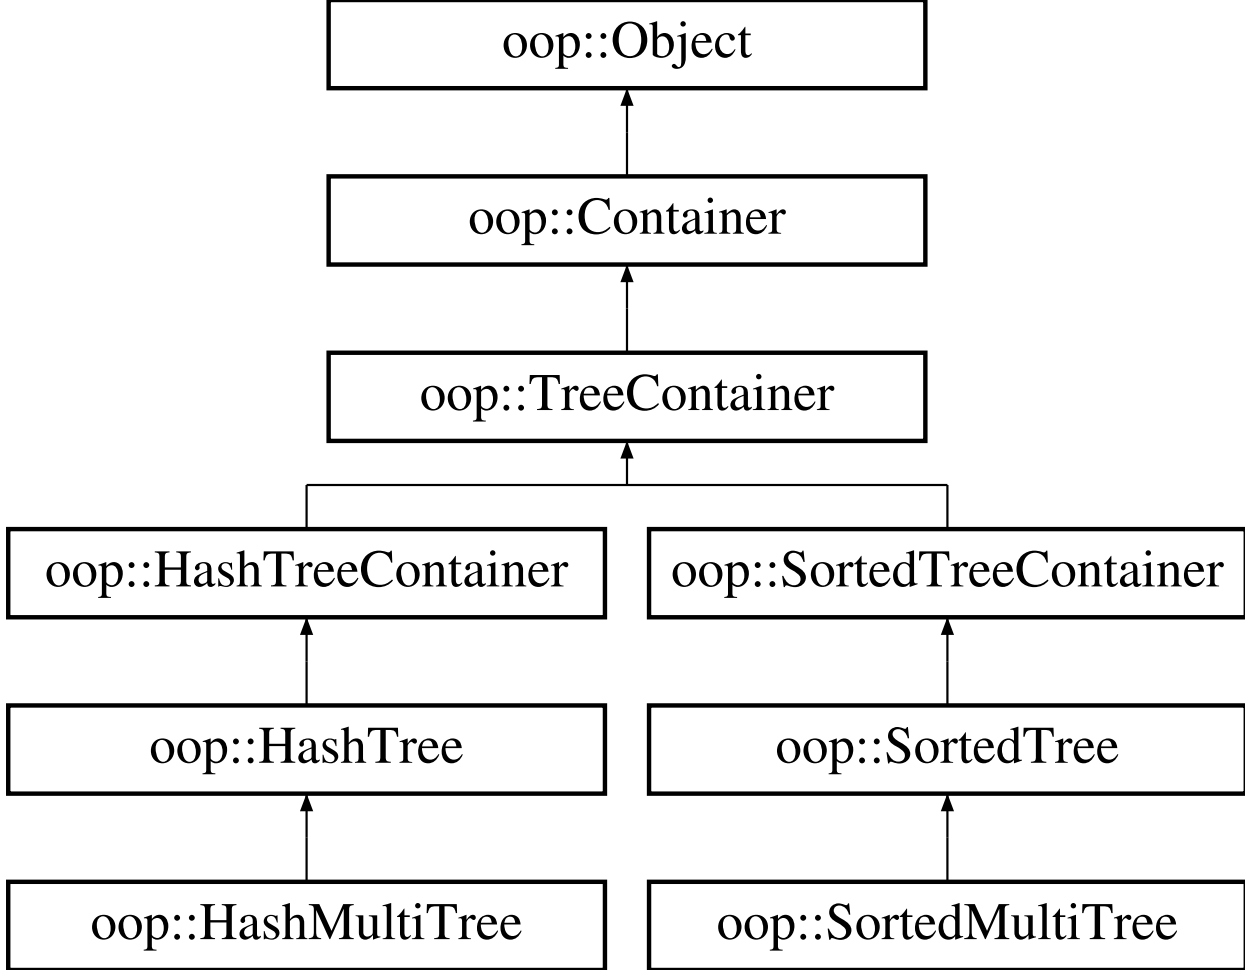 oop::Object
oop::Container
oop::TreeContainer
oop::HashTreeContainer
oop::SortedTreeContainer
oop::HashTree
oop::SortedTree
oop::HashMultiTree
oop::SortedMultiTree